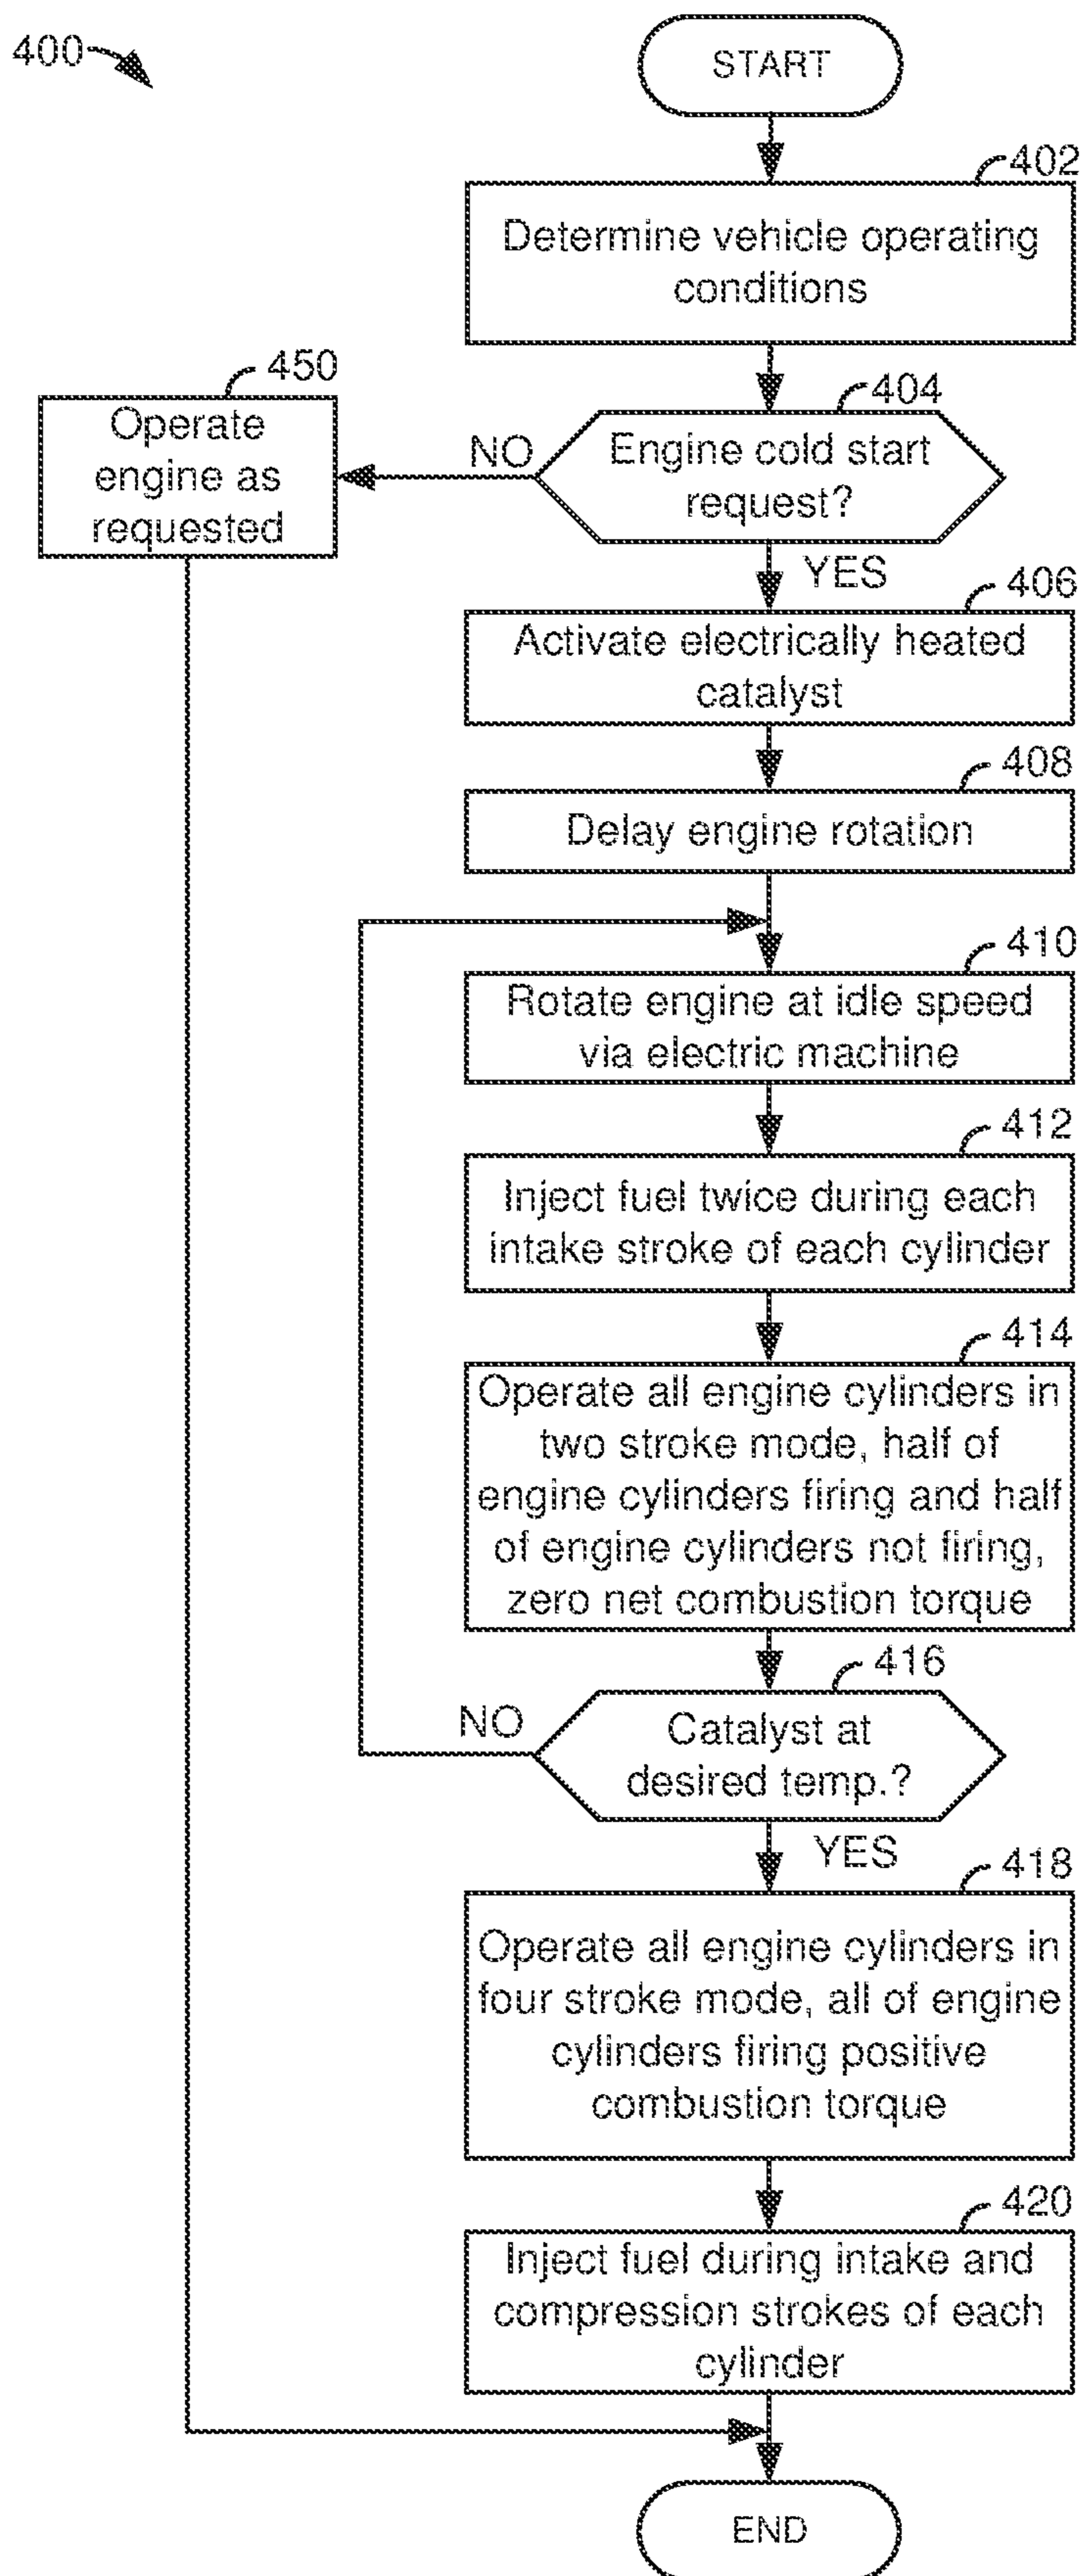 400
START
402
Determine vehicle operating
conditions
450
Operate
engine as
requested
404
NO
Engine cold start
request?
YES
406
Activate electrically heated
catalyst
408
Delay engine rotation
410
Rotate engine at idle speed
via electric machine
412
Inject fuel twice during each
intake stroke of each cylinder
414
Operate all engine cylinders in
two stroke mode, half of
engine cylinders firing and half
of engine cylinders not firing,
zero net combustion torque
416
NO
Catalyst at
desired temp.?
YES
418
Operate all engine cylinders in
four stroke mode, all of engine
cylinders firing positive
combustion torque
420
Inject fuel during intake and
compression strokes of each
cylinder
END